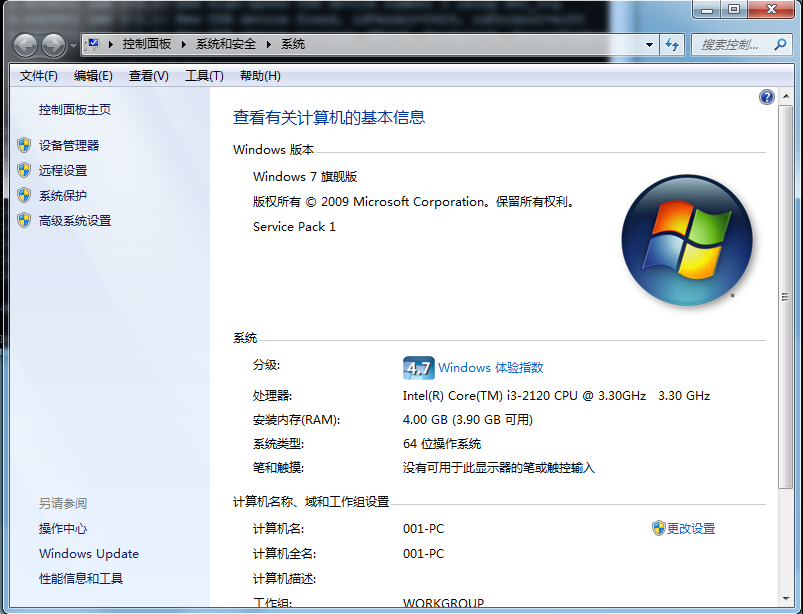 控制面板 ▸ 系统和安全 ▸ 系统
搜索控制...
文件(F) 编辑(E) 查看(V) 工具(T) 帮助(H)
控制面板主页
设备管理器
远程设置
系统保护
高级系统设置
另请参阅
操作中心
Windows Update
性能信息和工具
查看有关计算机的基本信息
Windows 版本
Windows 7 旗舰版
版权所有 © 2009 Microsoft Corporation。保留所有权利。
Service Pack 1
系统
分级: 4.7 Windows 体验指数
处理器: Intel(R) Core(TM) i3-2120 CPU @ 3.30GHz 3.30 GHz
安装内存(RAM): 4.00 GB (3.90 GB 可用)
系统类型: 64 位操作系统
笔和触摸: 没有可用于此显示器的笔或触控输入
计算机名称、域和工作组设置
计算机名: 001-PC 更改设置
计算机全名: 001-PC
计算机描述:
工作组: WORKGROUP